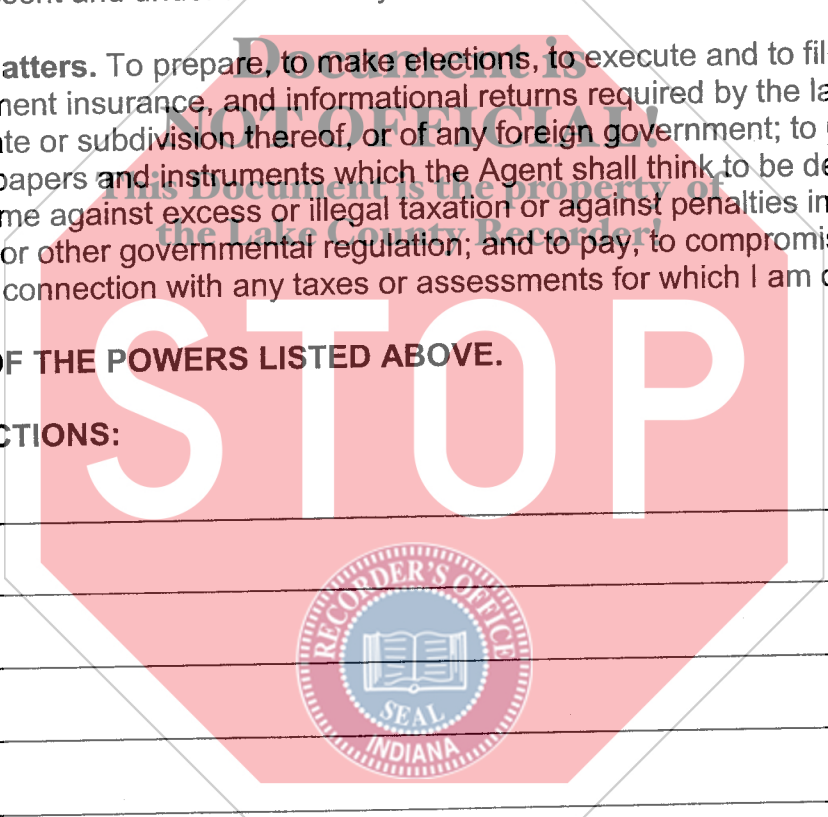 Document is
atters. To prepare, to make elections, to execute and to fil
ment insurance, and informational returns required by the la
NOT OFFICIAL!
ate or subdivision thereof, or of any foreign government; to
papers and instruments which the Agent shall think to be de
This Document is the property of
me against excess or illegal taxation or against penalties im
the Lake County Recorder!
or other governmental regulation; and to pay, to compromis
connection with any taxes or assessments for which I am
OF THE POWERS LISTED ABOVE.
CTIONS:
STOP
RECORDER'S OFFICE
SEAL
INDIANA